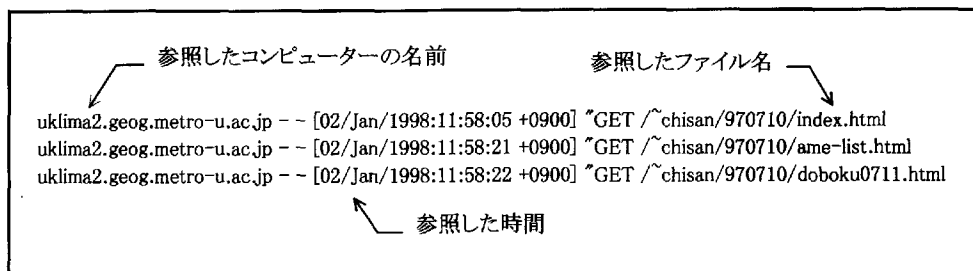 参照したコンピューターの名前
参照したファイル名
uklima2.geog.metro-u.ac.jp - - [02/Jan/1998:11:58:05 +0900] "GET /~chisan/970710/index.html
uklima2.geog.metro-u.ac.jp - - [02/Jan/1998:11:58:21 +0900] "GET /~chisan/970710/ame-list.html
uklima2.geog.metro-u.ac.jp - - [02/Jan/1998:11:58:22 +0900] "GET /~chisan/970710/doboku0711.html
参照した時間